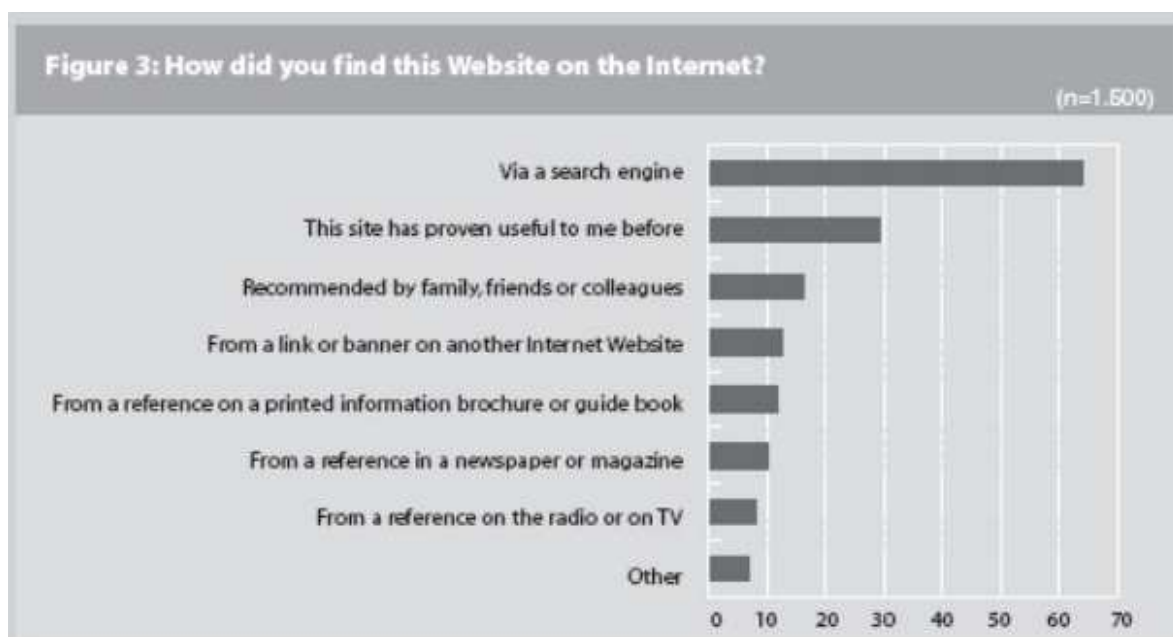 Figure 3: How did you find this Website on the Internet?
(n=1.500)
Via a search engine
This site has proven useful to me before
Recommended by family, friends or colleagues
From a link or banner on another Internet Website
From a reference on a printed information brochure or guide book
From a reference in a newspaper or magazine
From a reference on the radio or on TV
Other
0 10 20 30 40 50 60 70